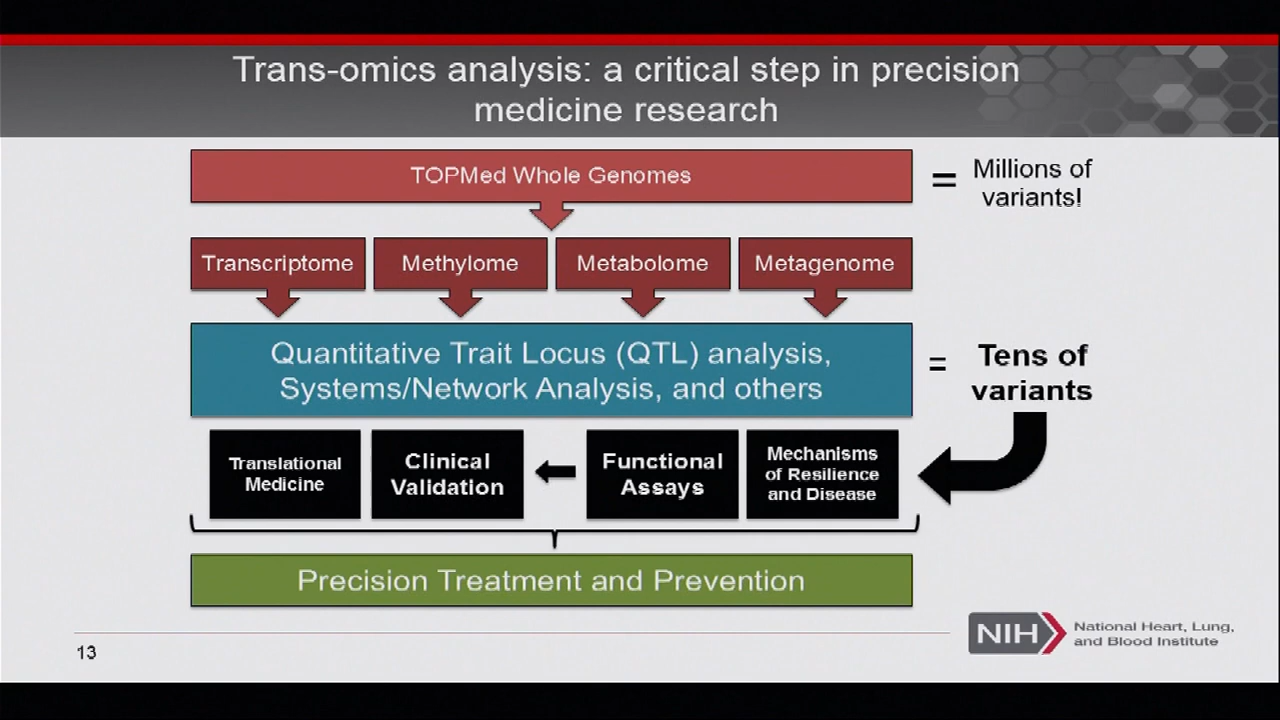 Trans-omics analysis: a critical step in precision
medicine research
TOPMed Whole Genomes
= Millions of
variants!
Transcriptome
Methylome
Metabolome
Metagenome
Quantitative Trait Locus (QTL) analysis,
Systems/Network Analysis, and others
= Tens of
variants
Translational
Medicine
Clinical
Validation
Functional
Assays
Mechanisms
of Resilience
and Disease
Precision Treatment and Prevention
13
NIH
National Heart, Lung,
and Blood Institute